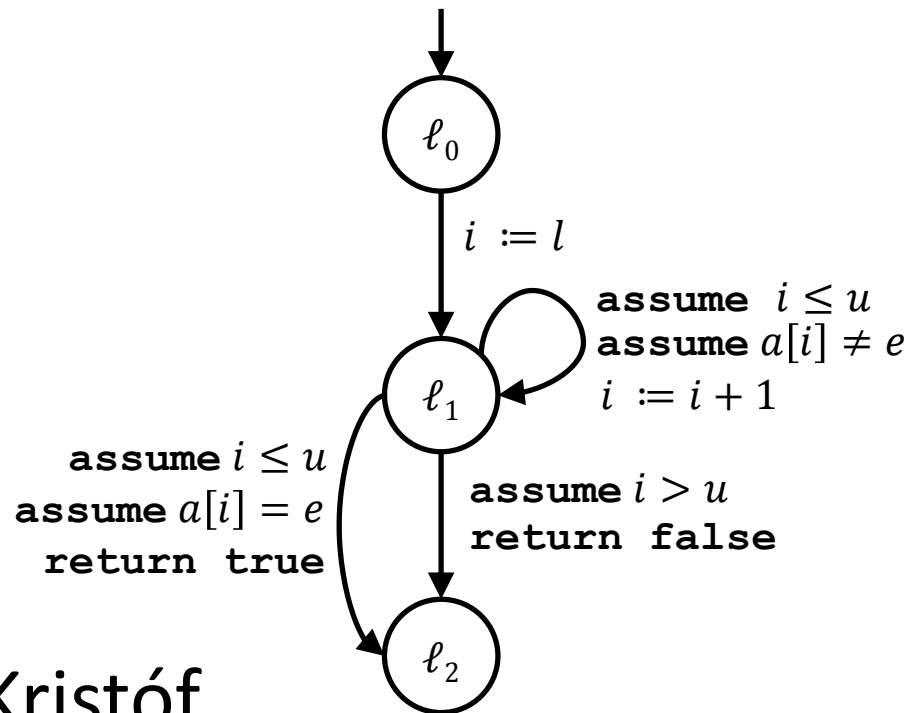 ℓ₀
i := l
assume i ≤ u
assume a[i] ≠ e
i := i + 1
ℓ₁
assume i ≤ u
assume a[i] = e
return true
assume i > u
return false
ℓ₂
Kristóf